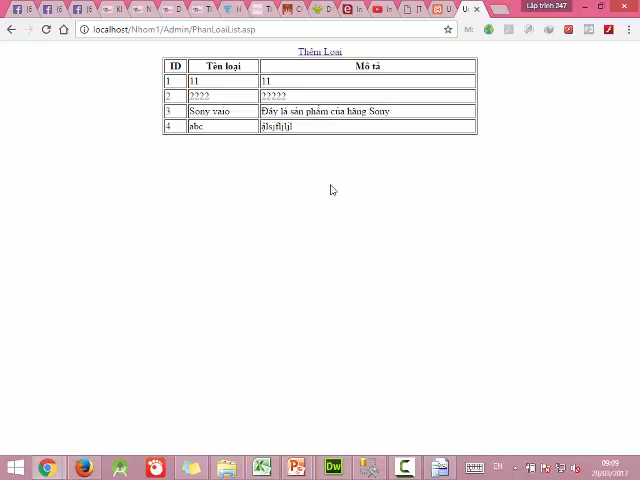 Lập trình 247
localhost/Nhom1/Admin/PhanLoaiList.asp
Thêm Loại
ID Tên loại Mô tả
1 11 11
2 2222 22222
3 Sony vaio Đây là sản phẩm của hãng Sony
4 abc
EN
09:09
29/03/2017